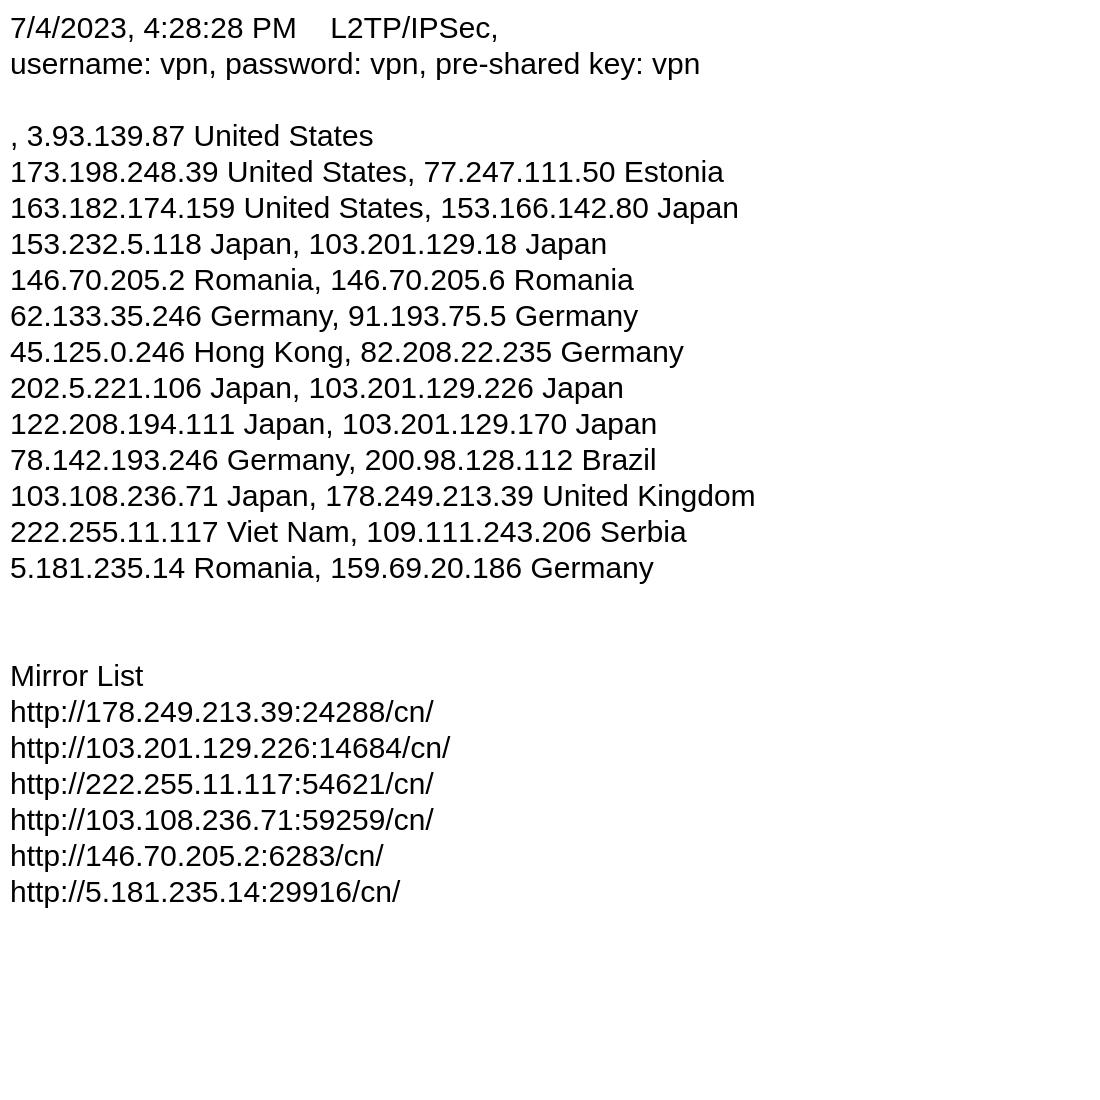 7/4/2023, 4:28:28 PM    L2TP/IPSec,
username: vpn, password: vpn, pre-shared key: vpn
, 3.93.139.87 United States
173.198.248.39 United States, 77.247.111.50 Estonia
163.182.174.159 United States, 153.166.142.80 Japan
153.232.5.118 Japan, 103.201.129.18 Japan
146.70.205.2 Romania, 146.70.205.6 Romania
62.133.35.246 Germany, 91.193.75.5 Germany
45.125.0.246 Hong Kong, 82.208.22.235 Germany
202.5.221.106 Japan, 103.201.129.226 Japan
122.208.194.111 Japan, 103.201.129.170 Japan
78.142.193.246 Germany, 200.98.128.112 Brazil
103.108.236.71 Japan, 178.249.213.39 United Kingdom
222.255.11.117 Viet Nam, 109.111.243.206 Serbia
5.181.235.14 Romania, 159.69.20.186 Germany
Mirror List
http://178.249.213.39:24288/cn/
http://103.201.129.226:14684/cn/
http://222.255.11.117:54621/cn/
http://103.108.236.71:59259/cn/
http://146.70.205.2:6283/cn/
http://5.181.235.14:29916/cn/